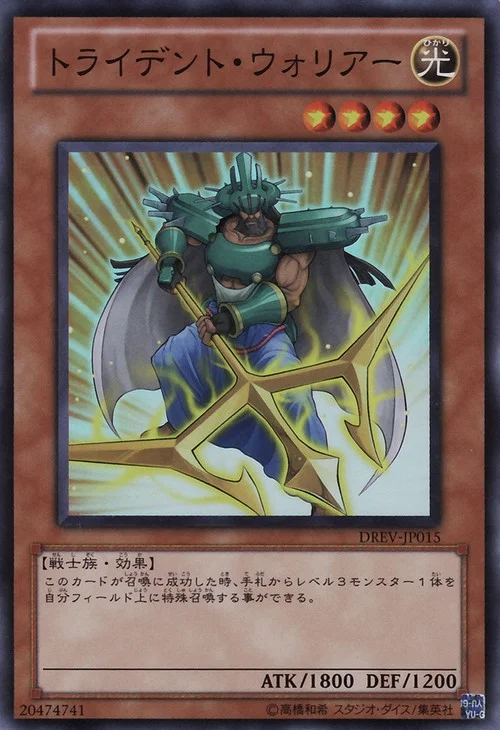 トライデント・ウォリアー
光
DREV-JP015
【戦士族・効果】
このカードが召喚に成功した時、手札からレベル3モンスター1体を
自分フィールド上に特殊召喚する事ができる。
ATK/1800 DEF/1200
20474741
©高橋和希 スタジオ・ダイス/集英社